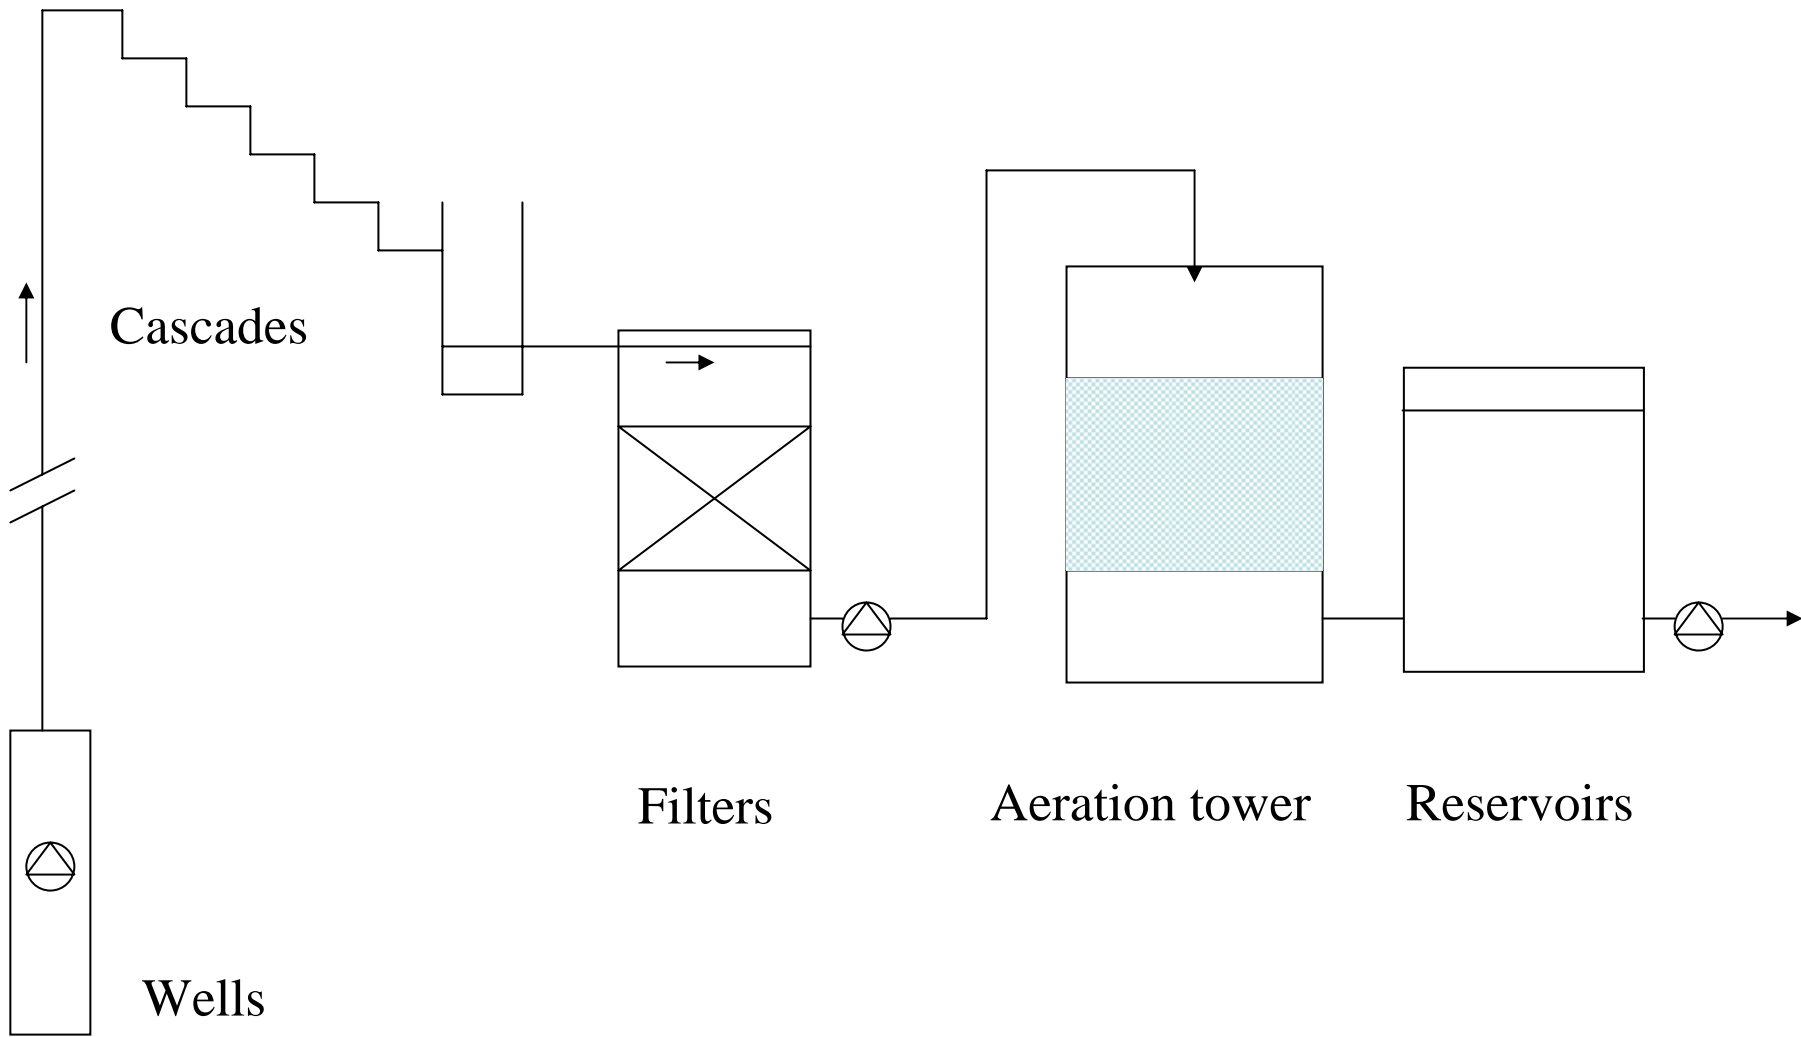 Cascades
Filters
Aeration tower
Reservoirs
Wells